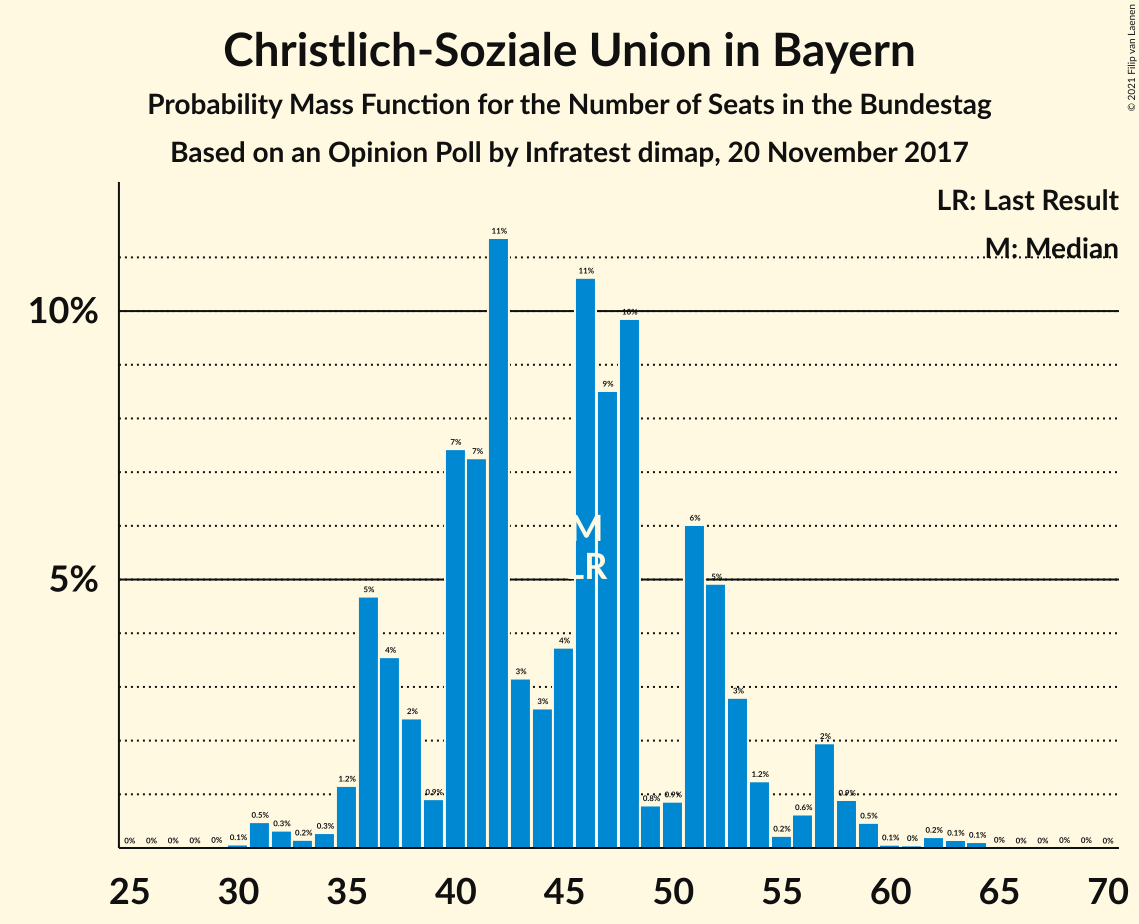 Christlich-Soziale Union in Bayern
Probability Mass Function for the Number of Seats in the Bundestag
Based on an Opinion Poll by Infratest dimap, 20 November 2017
© 2021 Filip van Laenen
LR: Last Result
M: Median
10%
5%
0% 0% 0% 0% 0% 0.1% 0.5% 0.3% 0.2% 0.3% 1.2% 5% 4% 2% 0.9% 7% 7% 11% 3% 3% 4% 11% 9% 10% 0.8% 0.9% 6% 5% 3% 1.2% 0.2% 0.6% 2% 0.9% 0.5% 0.1% 0% 0.2% 0.1% 0.1% 0% 0% 0% 0% 0% 0%
M
LR
25 30 35 40 45 50 55 60 65 70